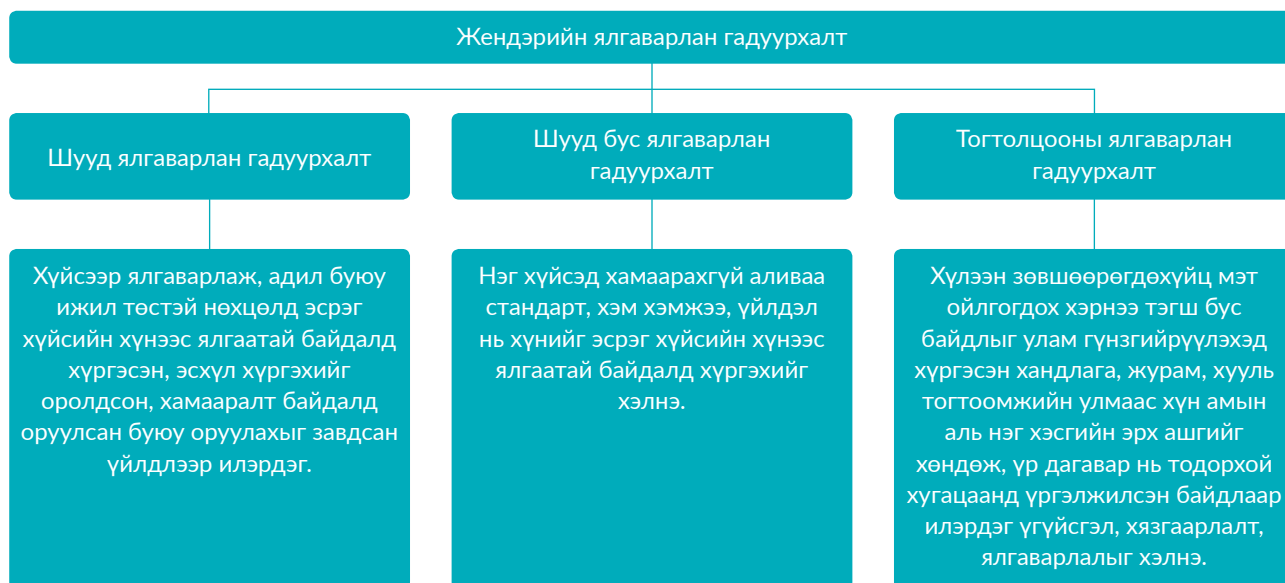 Жендэрийн ялгаварлан гадуурхалт
Шууд ялгаварлан гадуурхалт
Шууд бус ялгаварлан
гадуурхалт
Тогтолцооны ялгаварлан
гадуурхалт
Хүйсээр ялгаварлаж, адил буюу
ижил төстэй нөхцөлд эсрэг
хүйсийн хүнээс ялгаатай байдалд
хүргэсэн, эсхүл хүргэхийг
оролдсон, хамааралт байдалд
оруулсан буюу оруулахыг завдсан
үйлдлээр илэрдэг.
Нэг хүйсэд хамаарахгүй аливаа
стандарт, хэм хэмжээ, үйлдэл
нь хүнийг эсрэг хүйсийн хүнээс
ялгаатай байдалд хүргэхийг
хэлнэ.
Хүлээн зөвшөөрөгдөхүйц мэт
ойлгогдох хэрнээ тэгш бус
байдлыг улам гүнзгийрүүлэхэд
хүргэсэн хандлага, журам, хууль
тогтоомжийн улмаас хүн амын
аль нэг хэсгийн эрх ашгийг
хөндөж, үр дагавар нь тодорхой
хугацаанд үргэлжилсэн байдлаар
илэрдэг үгүйсгэл, хязгаарлалт,
ялгаварлалыг хэлнэ.